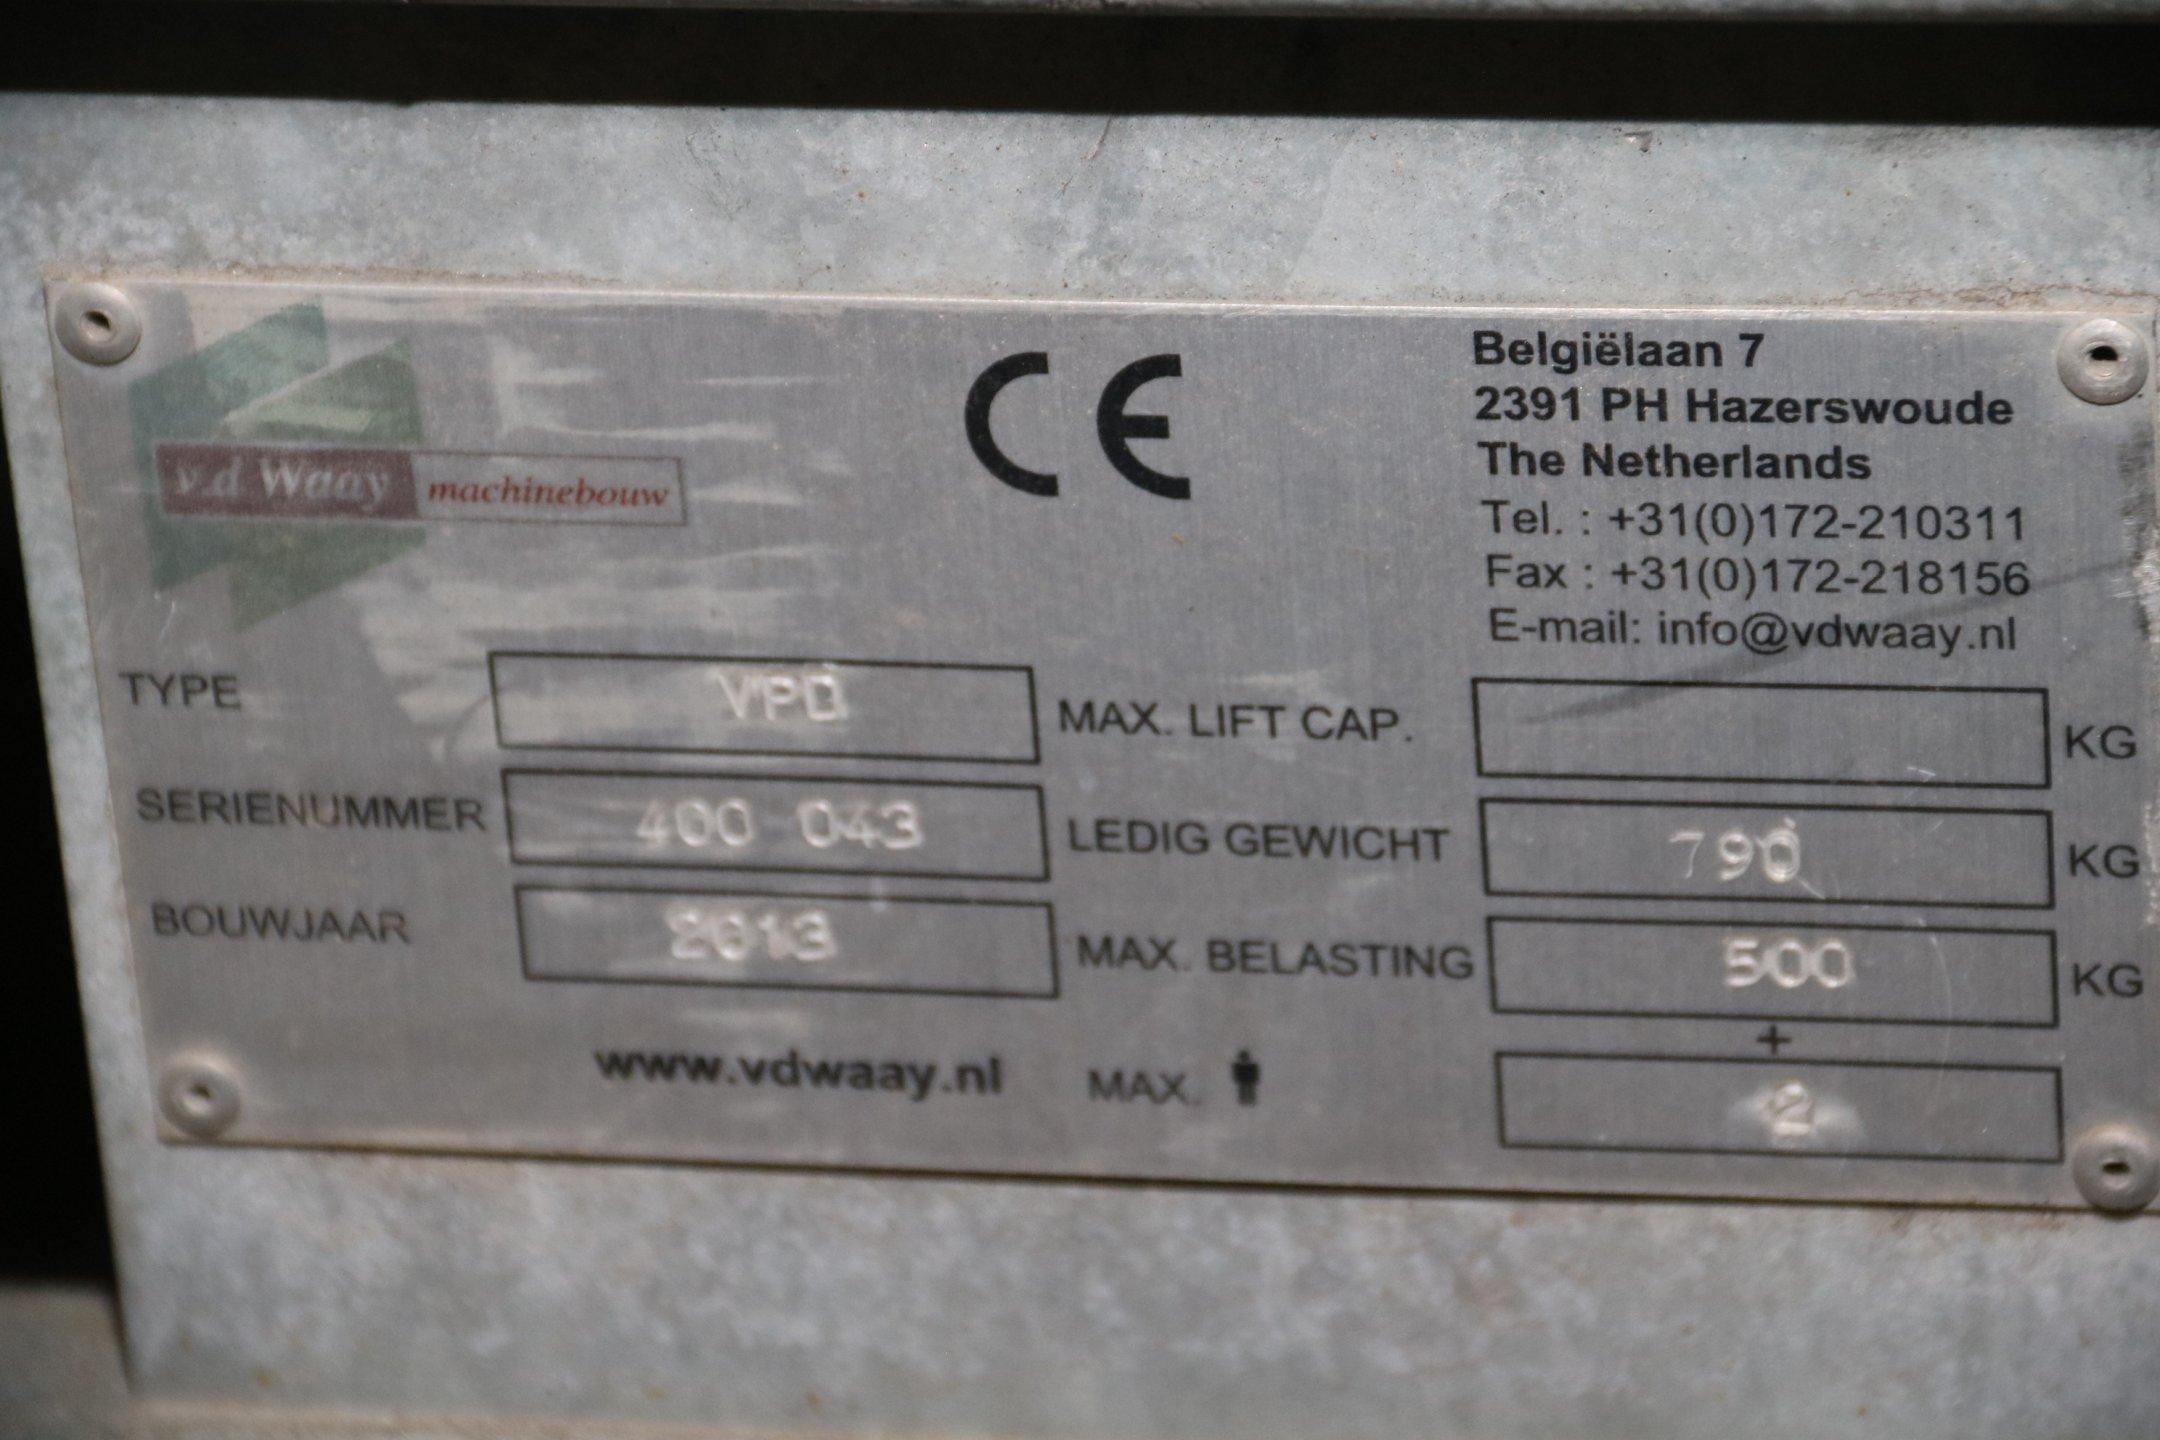 v.d Waay machinebouw
CE
Belgiëlaan 7
2391 PH Hazerswoude
The Netherlands
Tel. : +31(0)172-210311
Fax : +31(0)172-218156
E-mail: info@vdwaay.nl
TYPE VPD
MAX. LIFT CAP. KG
SERIENUMMER 400 043
LEDIG GEWICHT 790 KG
BOUWJAAR 2013
MAX. BELASTING 500 KG
+
www.vdwaay.nl
MAX. 2